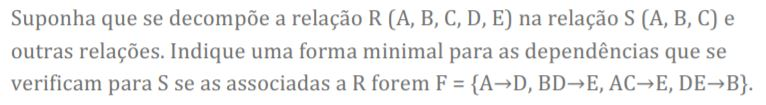 Suponha que se decompõe a relação R (A, B, C, D, E) na relação S (A, B, C) e
outras relações. Indique uma forma minimal para as dependências que se
verificam para S se as associadas a R forem F = {A→D, BD→E, AC→E, DE→B}.